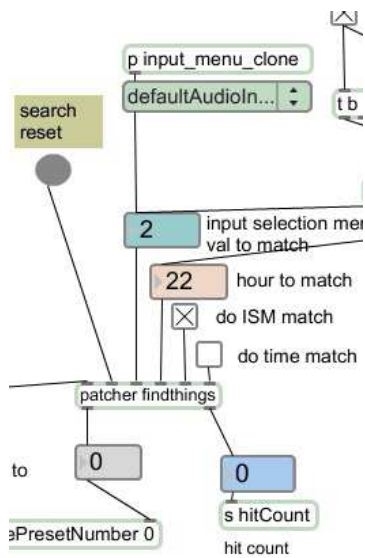 p input_menu_clone
defaultAudioIn...
t b
search
reset
2
input selection mer
val to match
22
hour to match
do ISM match
do time match
patcher findthings
to
0
0
ePresetNumber 0
s hitCount
hit count